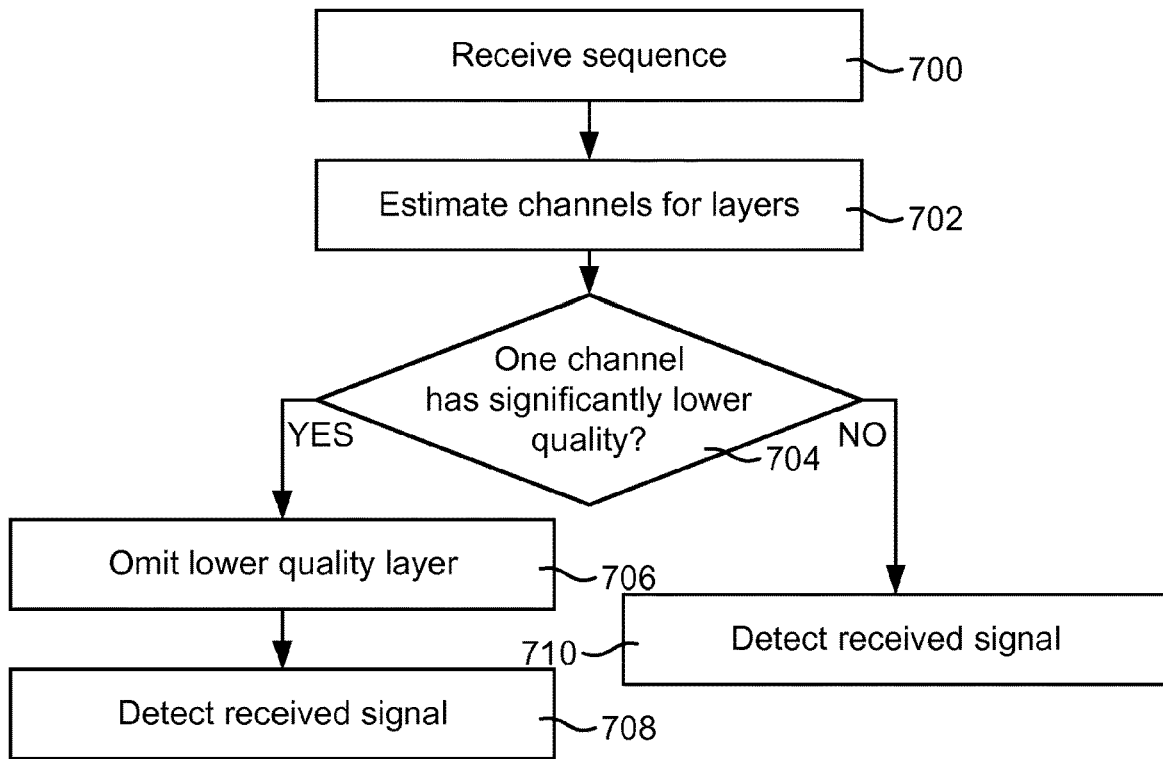 Receive sequence
700
Estimate channels for layers
702
One channel
has significantly lower
quality?
704
YES
NO
Omit lower quality layer
706
Detect received signal
710
Detect received signal
708